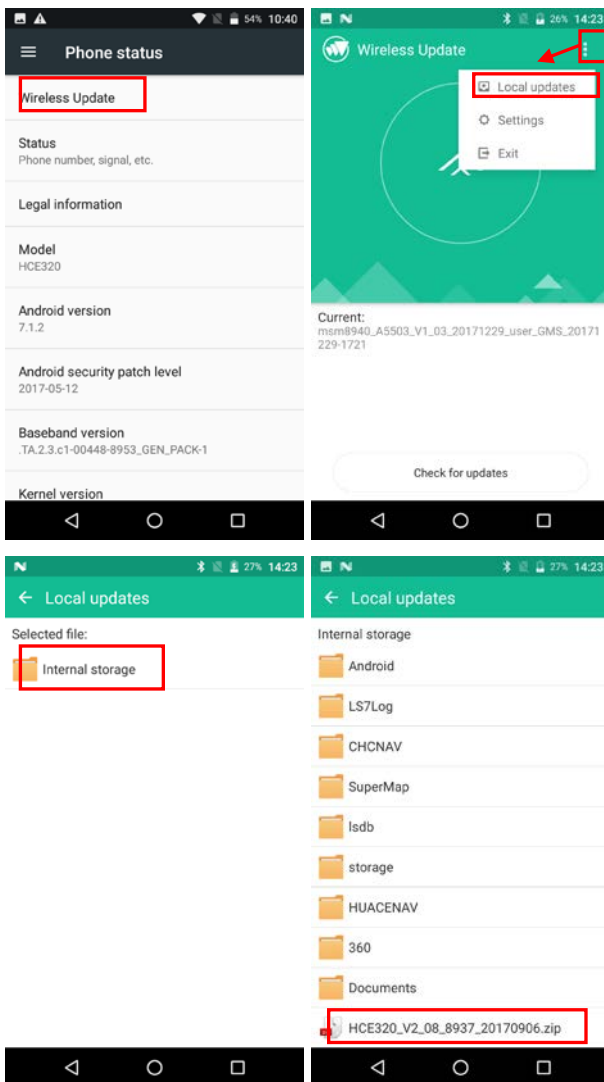 54% 10:40
Phone status
Wireless Update
Status
Phone number, signal, etc.
Legal information
Model
HCE320
Android version
7.1.2
Android security patch level
2017-05-12
Baseband version
.TA.2.3.c1-00448-8953_GEN_PACK-1
Kernel version
26% 14:23
Wireless Update
Local updates
Settings
Exit
Current:
msm8940_A5503_V1_03_20171229_user_GMS_20171
229-1721
Check for updates
27% 14:23
Local updates
Selected file:
Internal storage
27% 14:23
Local updates
Internal storage
Android
LS7Log
CHCNAV
SuperMap
lsdb
storage
HUACENAV
360
Documents
HCE320_V2_08_8937_20170906.zip